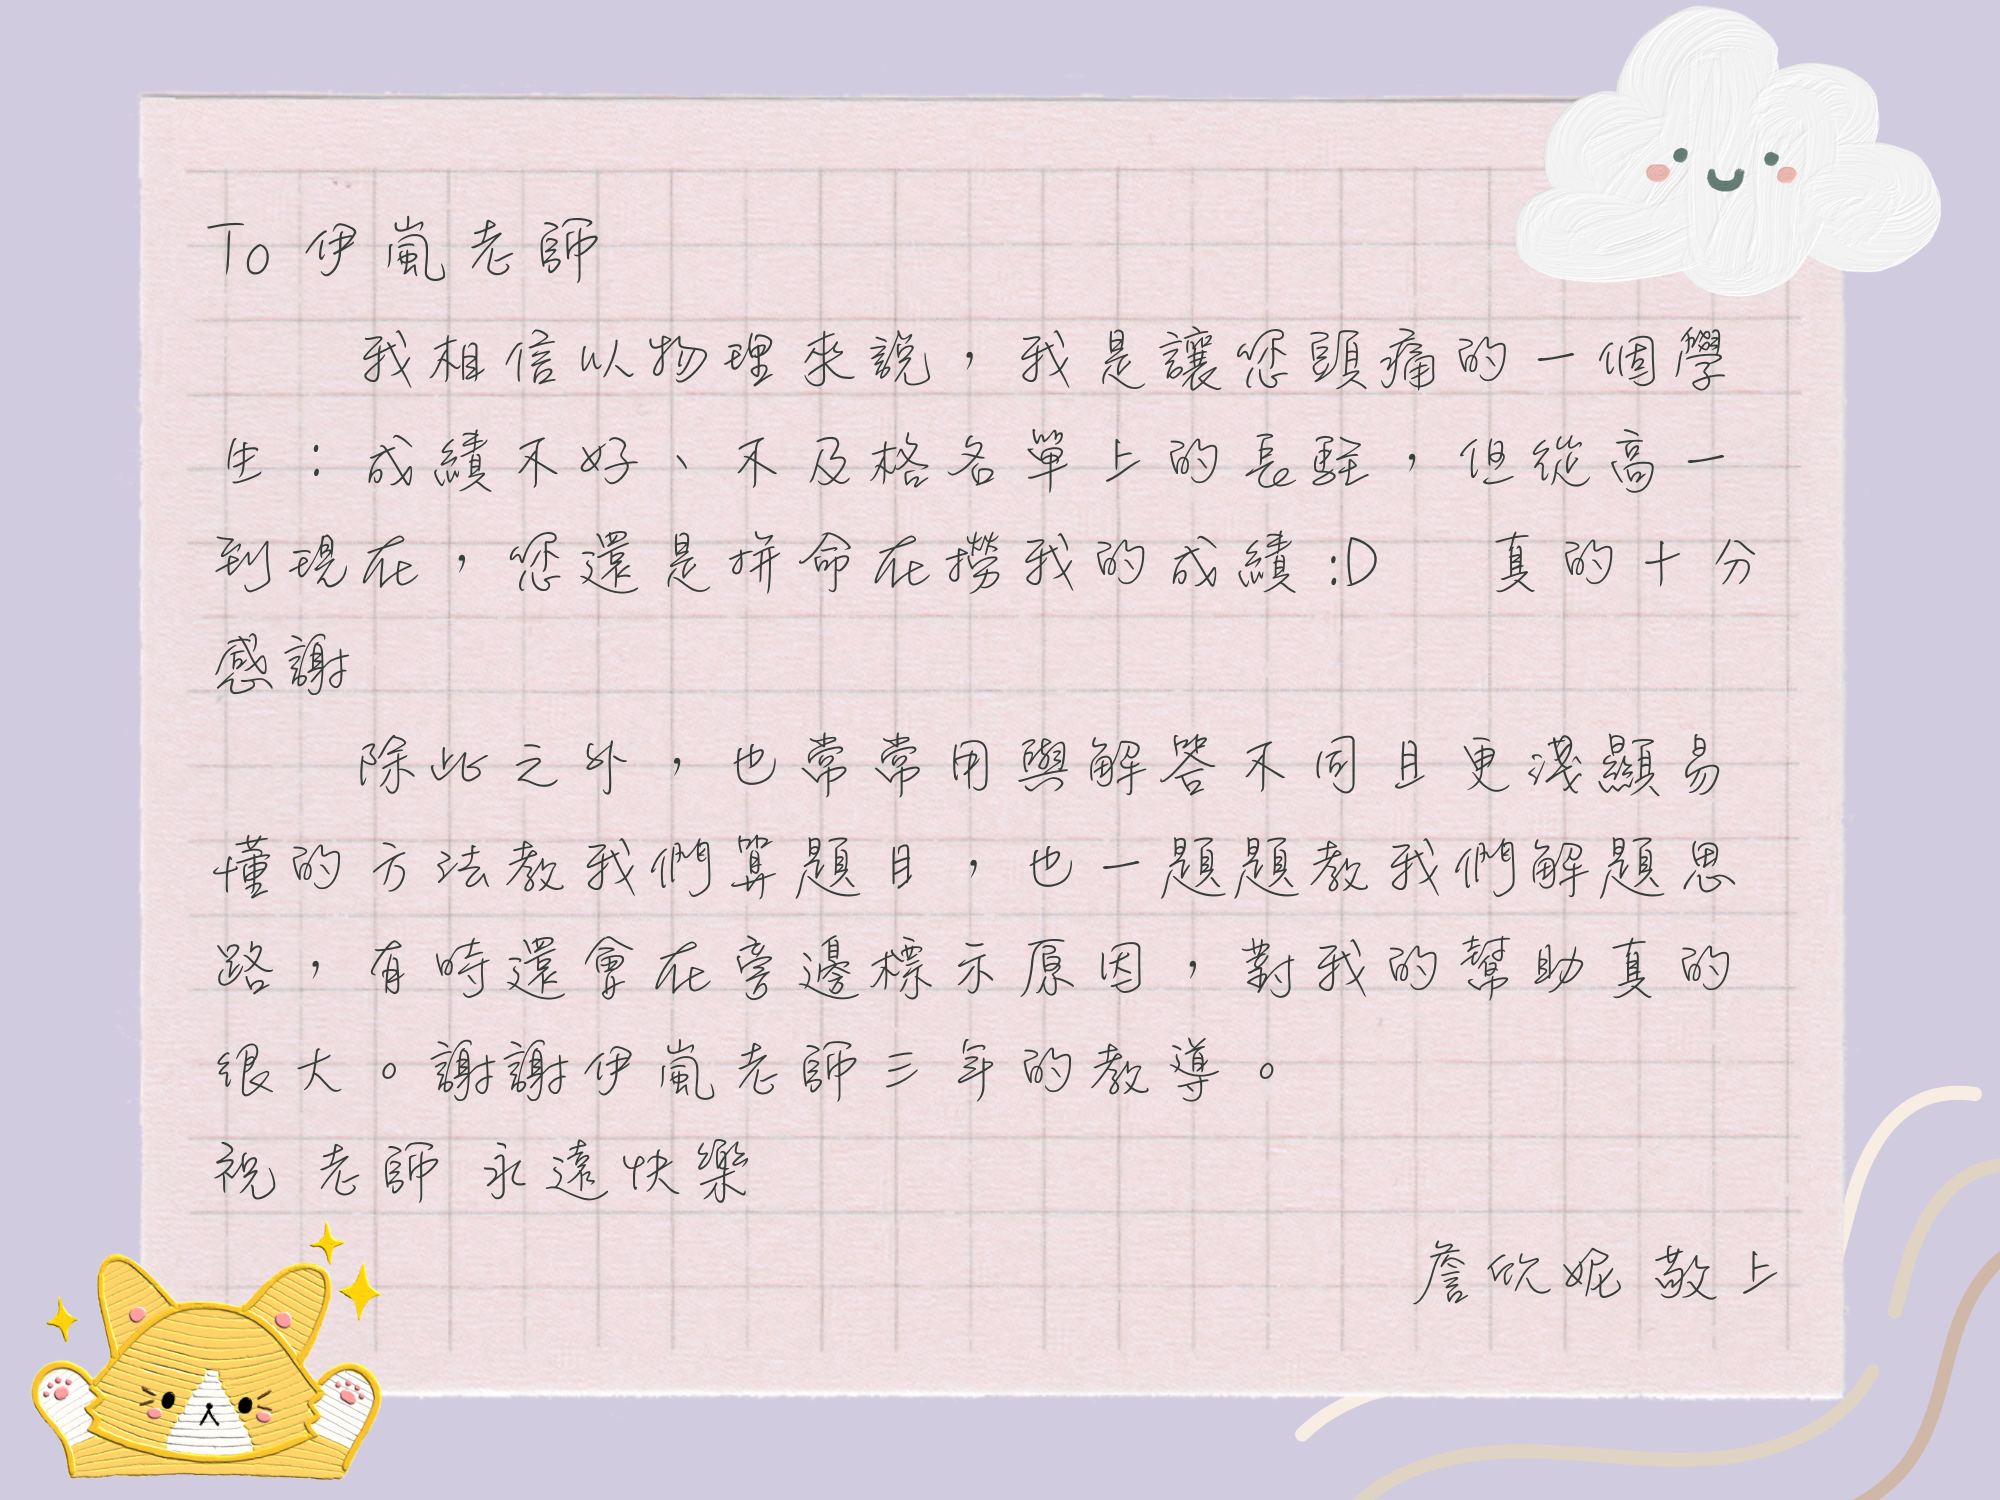 To 伊嵐老師
我相信以物理來說，我是讓您頭痛的一個學
生：成績不好、不及格名單上的長駐，但從高一
到現在，您還是拼命在撈我的成績:D 真的十分
感謝
除此之外，也常常用與解答不同且更淺顯易
懂的方法教我們算題目，也一題題教我們解題思
路，有時還會在旁邊標示原因，對我的幫助真的
很大。謝謝伊嵐老師三年的教導。
祝 老師 永遠快樂
詹欣妮 敬上